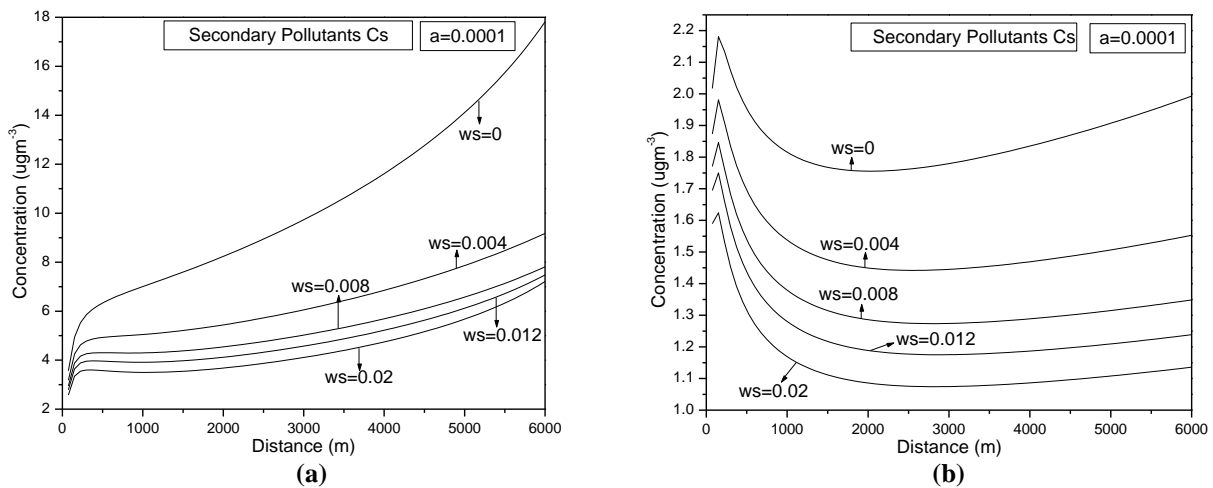 Secondary Pollutants Cs
a=0.0001
18
16
14
12
10
8
6
4
2
Concentration (ugm-3)
ws=0
ws=0.004
ws=0.008
ws=0.012
ws=0.02
0 1000 2000 3000 4000 5000 6000
Distance (m)
(a)
Secondary Pollutants Cs
a=0.0001
2.2
2.1
2.0
1.9
1.8
1.7
1.6
1.5
1.4
1.3
1.2
1.1
1.0
Concentration (ugm-3)
ws=0
ws=0.004
ws=0.008
ws=0.012
ws=0.02
0 1000 2000 3000 4000 5000 6000
Distance (m)
(b)